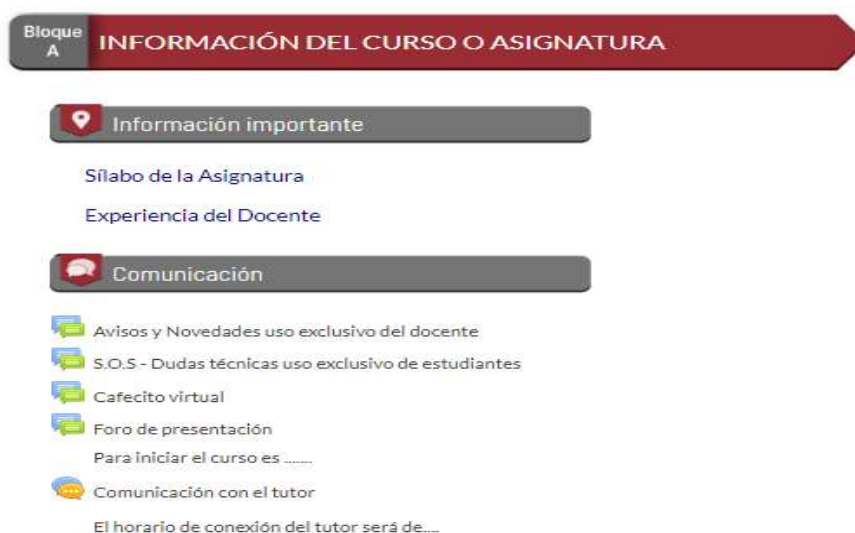 Bloque
A
INFORMACIÓN DEL CURSO O ASIGNATURA
Información importante
Sílabo de la Asignatura
Experiencia del Docente
Comunicación
Avisos y Novedades uso exclusivo del docente
S.O.S - Dudas técnicas uso exclusivo de estudiantes
Cafecito virtual
Foro de presentación
Para iniciar el curso es .......
Comunicación con el tutor
El horario de conexión del tutor será de....